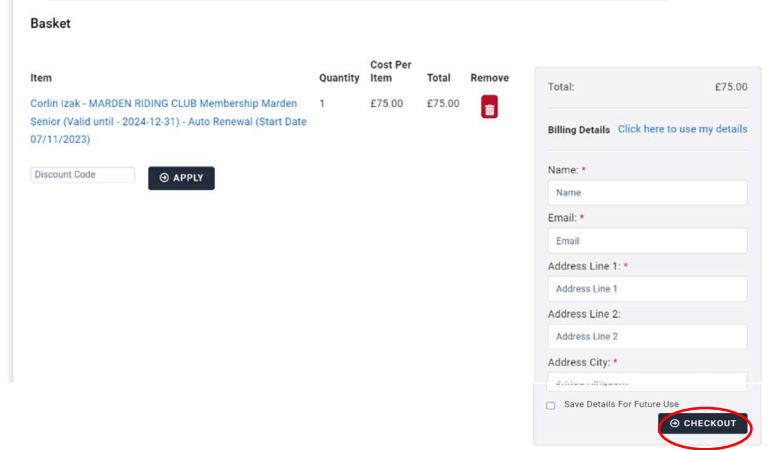 Basket
Item Quantity Cost Per Item Total Remove
Corlin Izak - MARDEN RIDING CLUB Membership Marden 1 £75.00 £75.00
Senior (Valid until - 2024-12-31) - Auto Renewal (Start Date
07/11/2023)
Discount Code APPLY
Total: £75.00
Billing Details Click here to use my details
Name: *
Name
Email: *
Email
Address Line 1: *
Address Line 1
Address Line 2:
Address Line 2
Address City: *
Save Details For Future Use
CHECKOUT